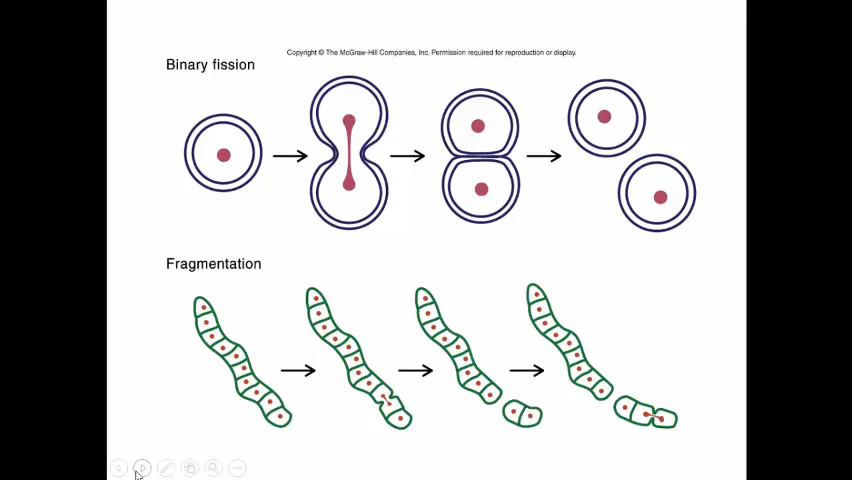 Copyright © The McGraw-Hill Companies, Inc. Permission required for reproduction or display.
Binary fission
Fragmentation